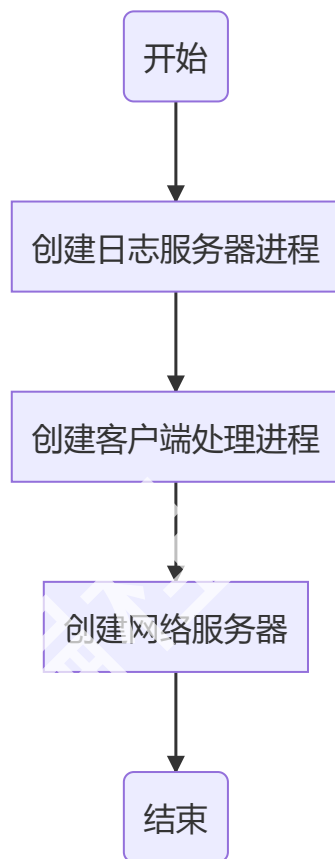 开始
创建日志服务器进程
创建客户端处理进程
创建网络服务器
结束